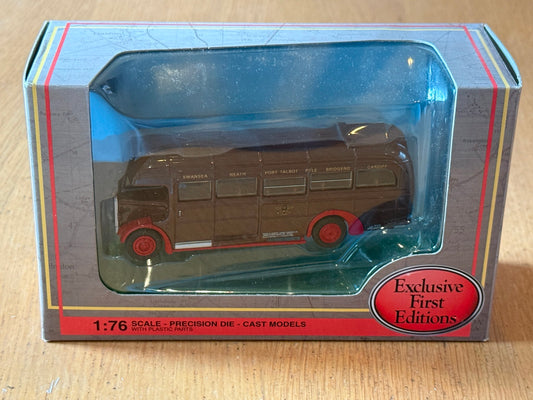 SWANSEA NEATH PORT TALBOT PYLE BRIDGEND CARDIFF
Exclusive
First
Editions
1:76 SCALE - PRECISION DIE - CAST MODELS
WITH PLASTIC PARTS